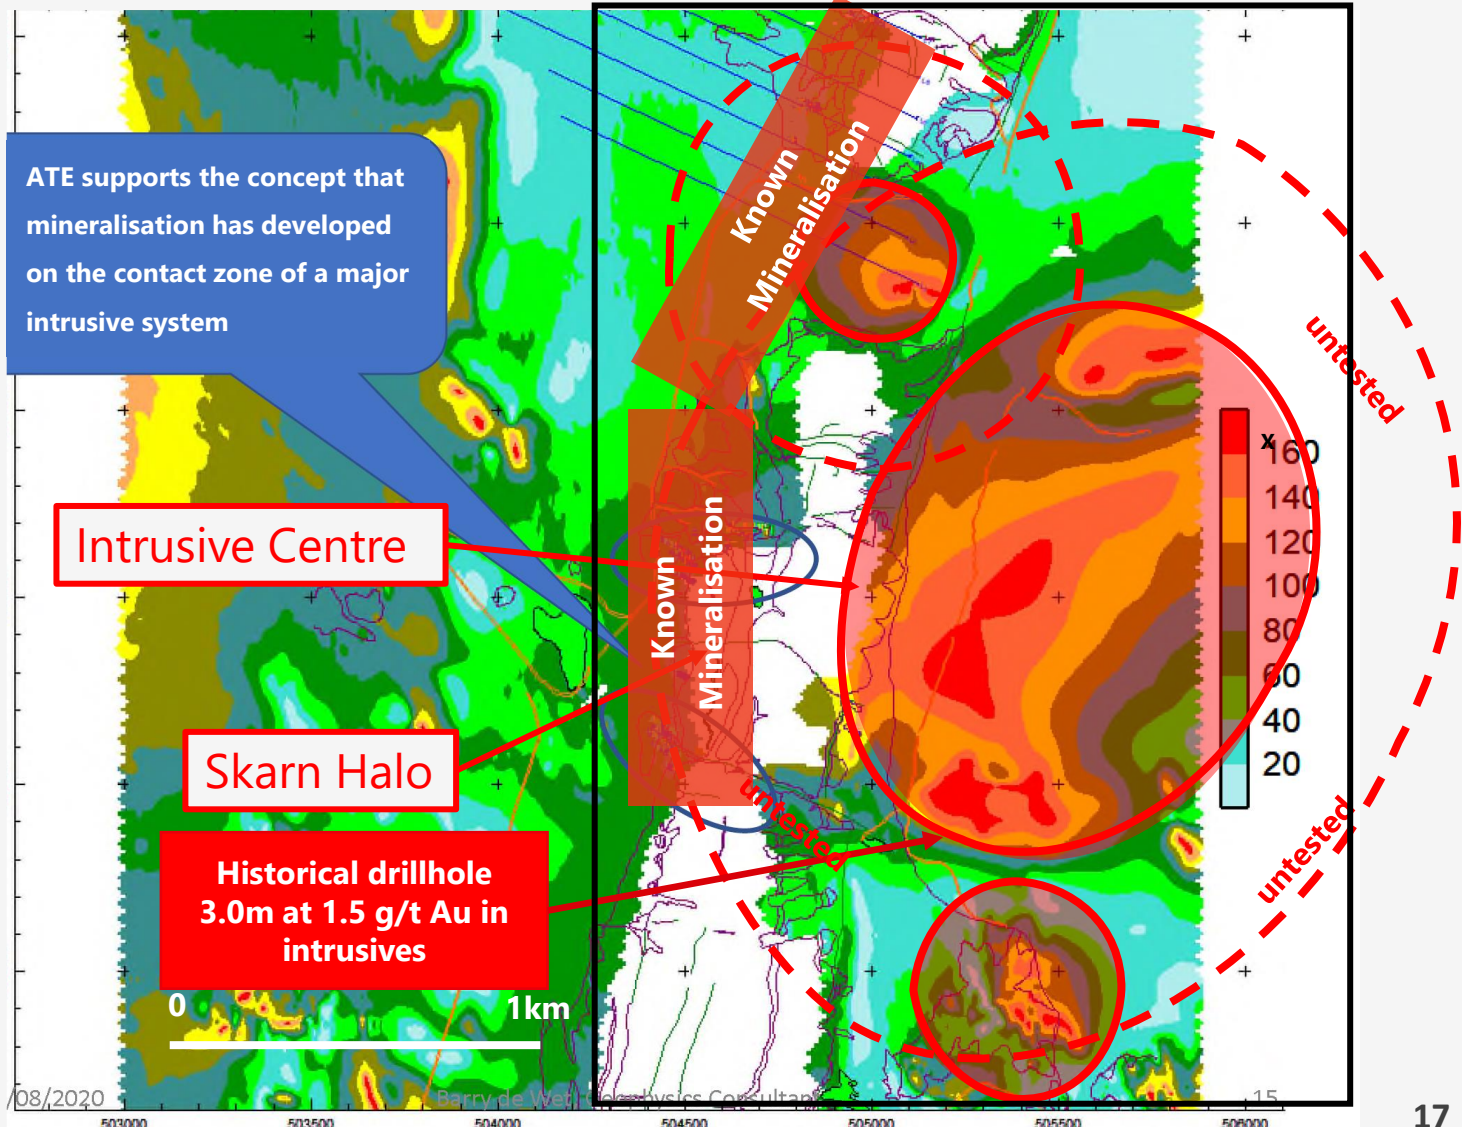 ATE supports the concept that
mineralisation has developed
on the contact zone of a major
intrusive system
Known
Mineralisation
untested
Intrusive Centre
Known
Mineralisation
x
160
140
120
100
80
60
40
20
Skarn Halo
untested
untested
Historical drillhole
3.0m at 1.5 g/t Au in
intrusives
0 1km
/08/2020
Barry de Wet, Geophysics Consultant
15
503000 503500 504000 504500 505000 505500 506000
17